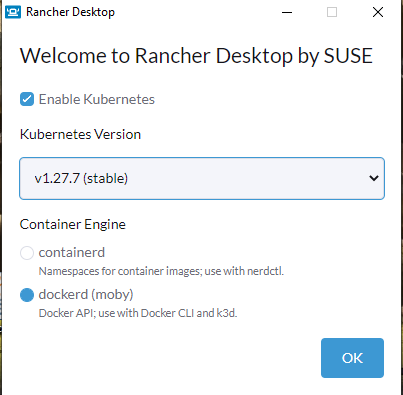 Rancher Desktop
Welcome to Rancher Desktop by SUSE
Enable Kubernetes
Kubernetes Version
v1.27.7 (stable)
Container Engine
containerd
Namespaces for container images; use with nerdctl.
dockerd (moby)
Docker API; use with Docker CLI and k3d.
OK